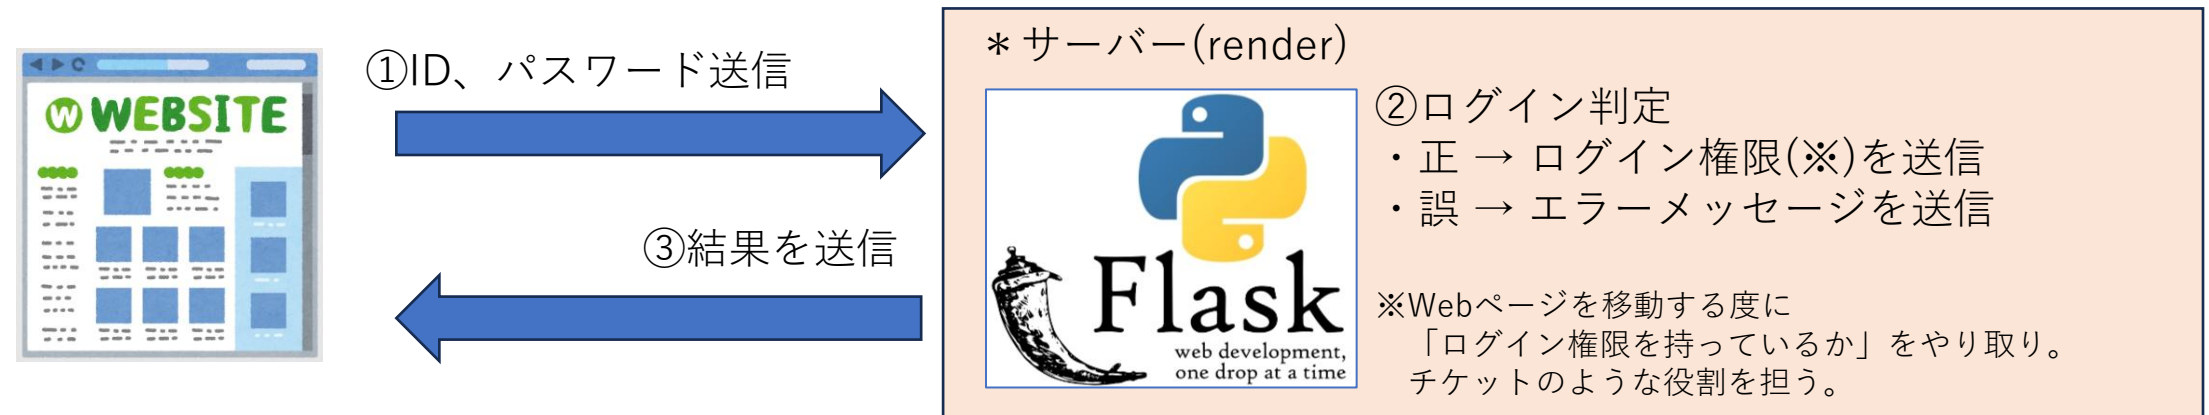 W WEBSITE
①ID、パスワード送信
③結果を送信
＊サーバー(render)
Flask
web development,
one drop at a time
②ログイン判定
・正 → ログイン権限(※)を送信
・誤 → エラーメッセージを送信
※Webページを移動する度に
「ログイン権限を持っているか」をやり取り。
チケットのような役割を担う。